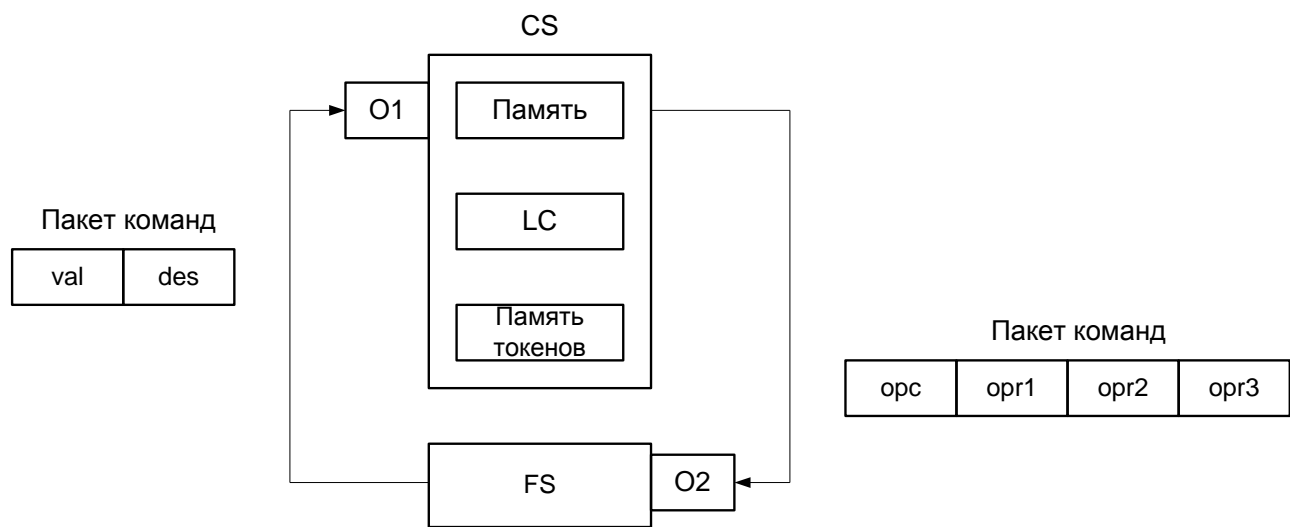 CS
O1
Память
Пакет команд
val des
LC
Память
токенов
Пакет команд
opc opr1 opr2 opr3
FS
O2